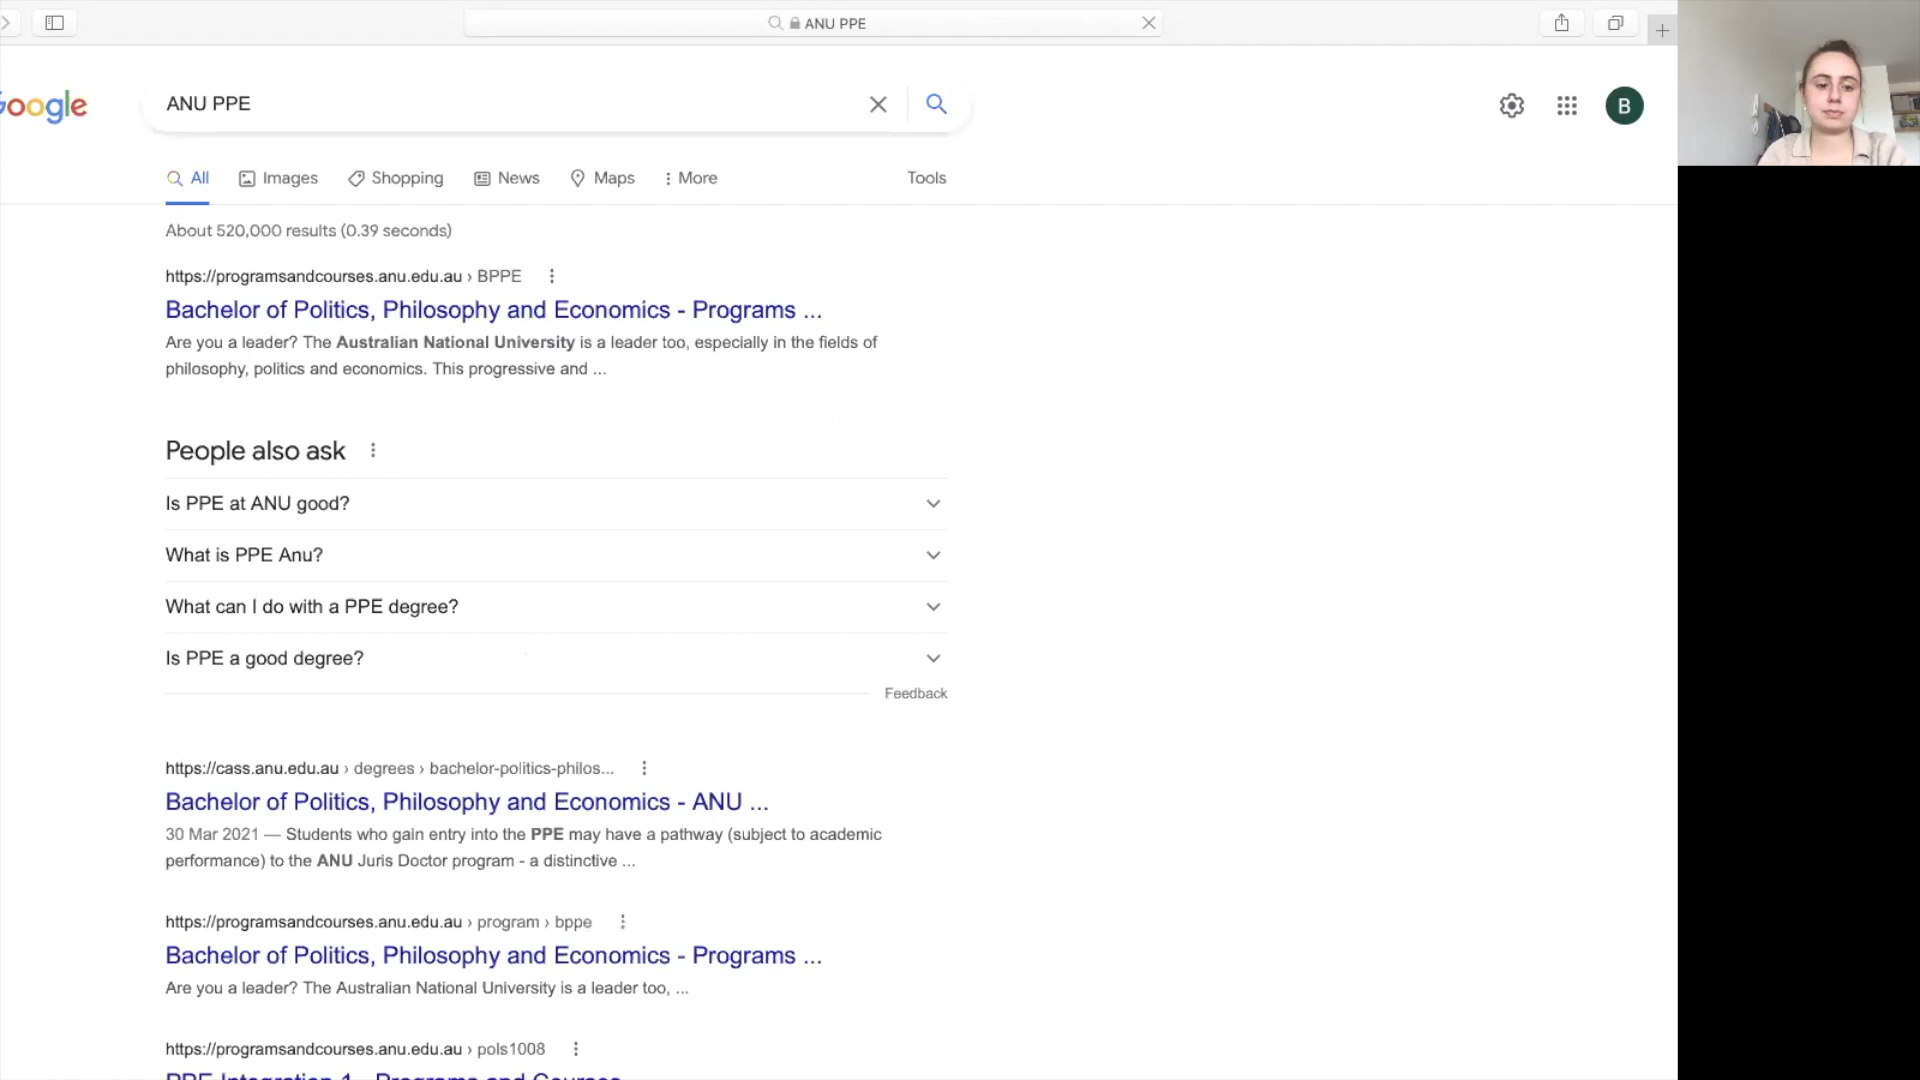 ANU PPE
Google
ANU PPE
B
All Images Shopping News Maps More Tools
About 520,000 results (0.39 seconds)
https://programsandcourses.anu.edu.au › BPPE
Bachelor of Politics, Philosophy and Economics - Programs ...
Are you a leader? The Australian National University is a leader too, especially in the fields of
philosophy, politics and economics. This progressive and ...
People also ask
Is PPE at ANU good?
What is PPE Anu?
What can I do with a PPE degree?
Is PPE a good degree?
Feedback
https://cass.anu.edu.au › degrees › bachelor-politics-philos...
Bachelor of Politics, Philosophy and Economics - ANU ...
30 Mar 2021 — Students who gain entry into the PPE may have a pathway (subject to academic
performance) to the ANU Juris Doctor program - a distinctive ...
https://programsandcourses.anu.edu.au › program › bppe
Bachelor of Politics, Philosophy and Economics - Programs ...
Are you a leader? The Australian National University is a leader too, ...
https://programsandcourses.anu.edu.au › pols1008
PPE Integration 1 - Programs and Courses